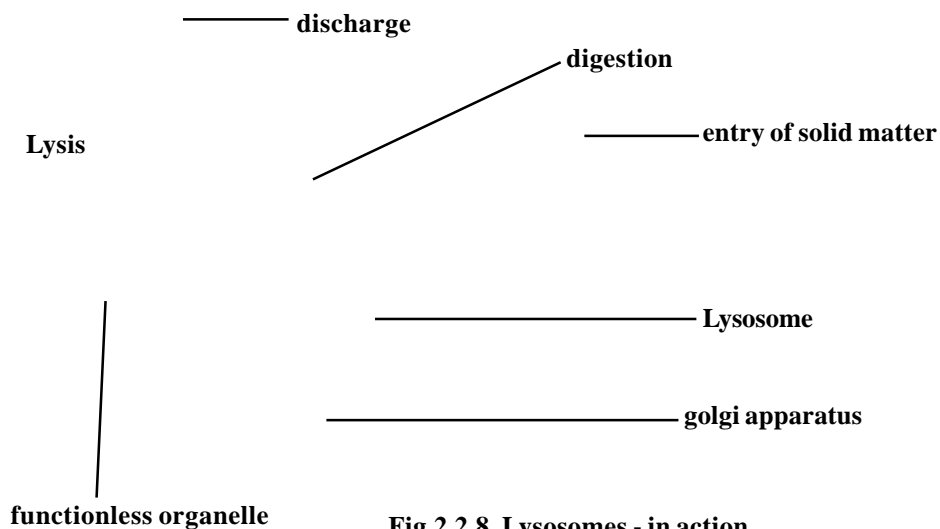 discharge
digestion
entry of solid matter
Lysis
Lysosome
golgi apparatus
functionless organelle
Fig 2.2.8. Lysosomes - in action